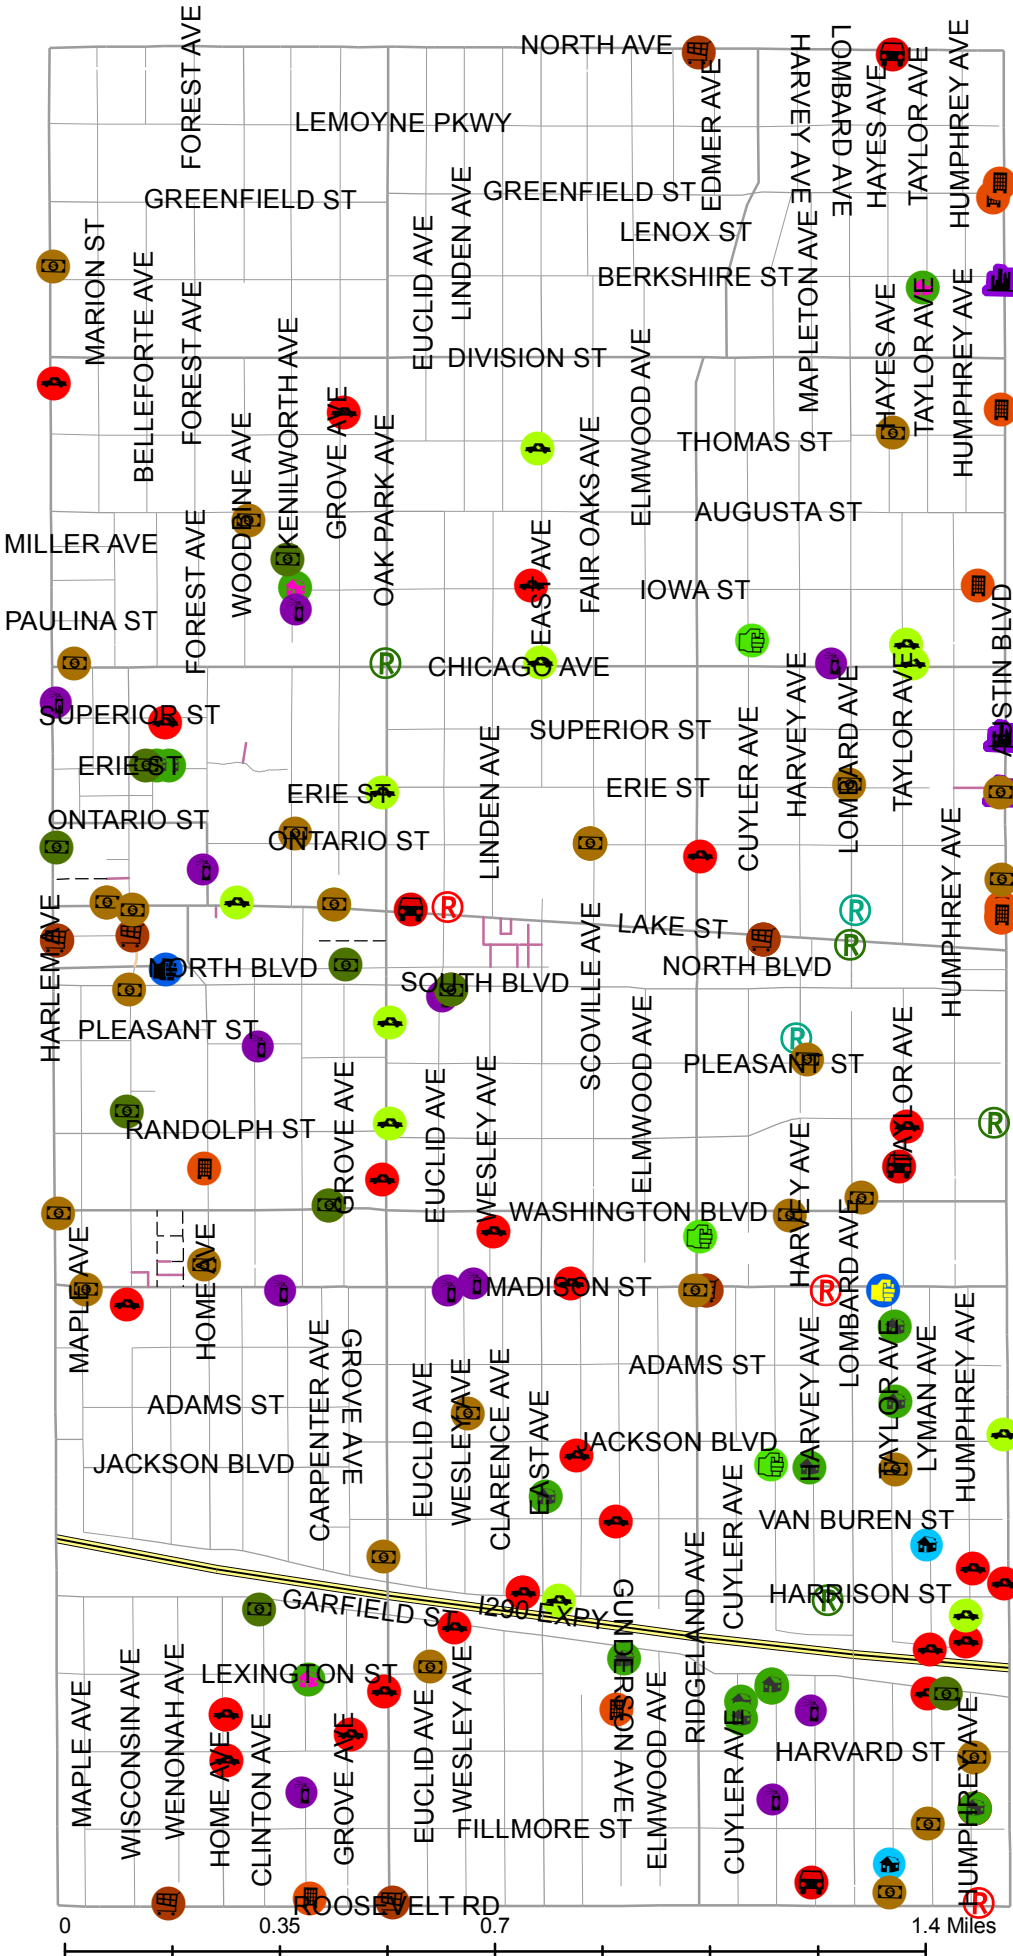 FOREST AVE
NORTH AVE
EDMER AVE
HARVEY AVE
LOMBARD AVE
HAYES AVE
TAYLOR AVE
HUMPHREY AVE
LEMOYNE PKWY
GREENFIELD ST
GREENFIELD ST
LENOX ST
BERKSHIRE ST
MARION ST
BELLEFORTE AVE
FOREST AVE
EUCLID AVE
LINDEN AVE
MAPLETON AVE
HAYES AVE
TAYLOR AVE
HUMPHREY AVE
DIVISION ST
KENILWORTH AVE
WOODBINE AVE
GROVE AVE
OAK PARK AVE
ELMWOOD AVE
FAIR OAKS AVE
THOMAS ST
AUGUSTA ST
MILLER AVE
FOREST AVE
EAST AVE
IOWA ST
PAULINA ST
CHICAGO AVE
AUSTIN BLVD
SUPERIOR ST
SUPERIOR ST
LINDEN AVE
CUYLER AVE
HARVEY AVE
LOMBARD AVE
TAYLOR AVE
ERIE ST
ERIE ST
ERIE ST
ONTARIO ST
ONTARIO ST
HUMPHREY AVE
HARLEM AVE
LAKE ST
NORTH BLVD
NORTH BLVD
SOUTH BLVD
SCOVILLE AVE
ELMWOOD AVE
PLEASANT ST
PLEASANT ST
TAYLOR AVE
RANDOLPH ST
GROVE AVE
EUCLID AVE
WESLEY AVE
WASHINGTON BLVD
HARVEY AVE
LOMBARD AVE
MAPLE AVE
HOME AVE
MADISON ST
CARPENTER AVE
GROVE AVE
EUCLID AVE
WESLEY AVE
CLARENCE AVE
EAST AVE
ADAMS ST
ADAMS ST
HARVEY AVE
TAYLOR AVE
LYMAN AVE
HUMPHREY AVE
JACKSON BLVD
JACKSON BLVD
CUYLER AVE
VAN BUREN ST
RIDGELAND AVE
GARFIELD ST
I290 EXPY
HARRISON ST
GUNDERSON AVE
LEXINGTON ST
MAPLE AVE
WISCONSIN AVE
WENONAH AVE
HOME AVE
CLINTON AVE
GROVE AVE
EUCLID AVE
WESLEY AVE
ELMWOOD AVE
CUYLER AVE
HARVARD ST
HUMPHREY AVE
FILLMORE ST
ROOSEVELT RD
0 0.35 0.7 1.4 Miles